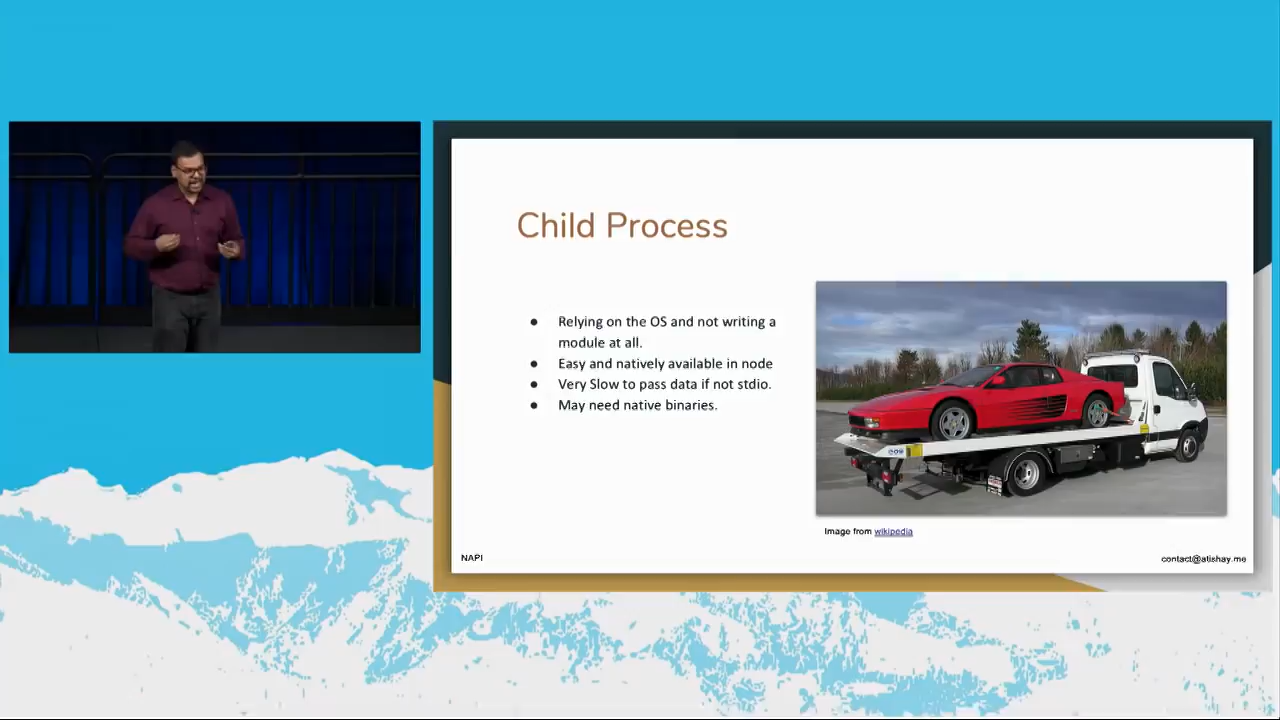 Child Process
● Relying on the OS and not writing a
module at all.
● Easy and natively available in node
● Very Slow to pass data if not stdio.
● May need native binaries.
Image from wikipedia
NAPI
contact@atishay.me